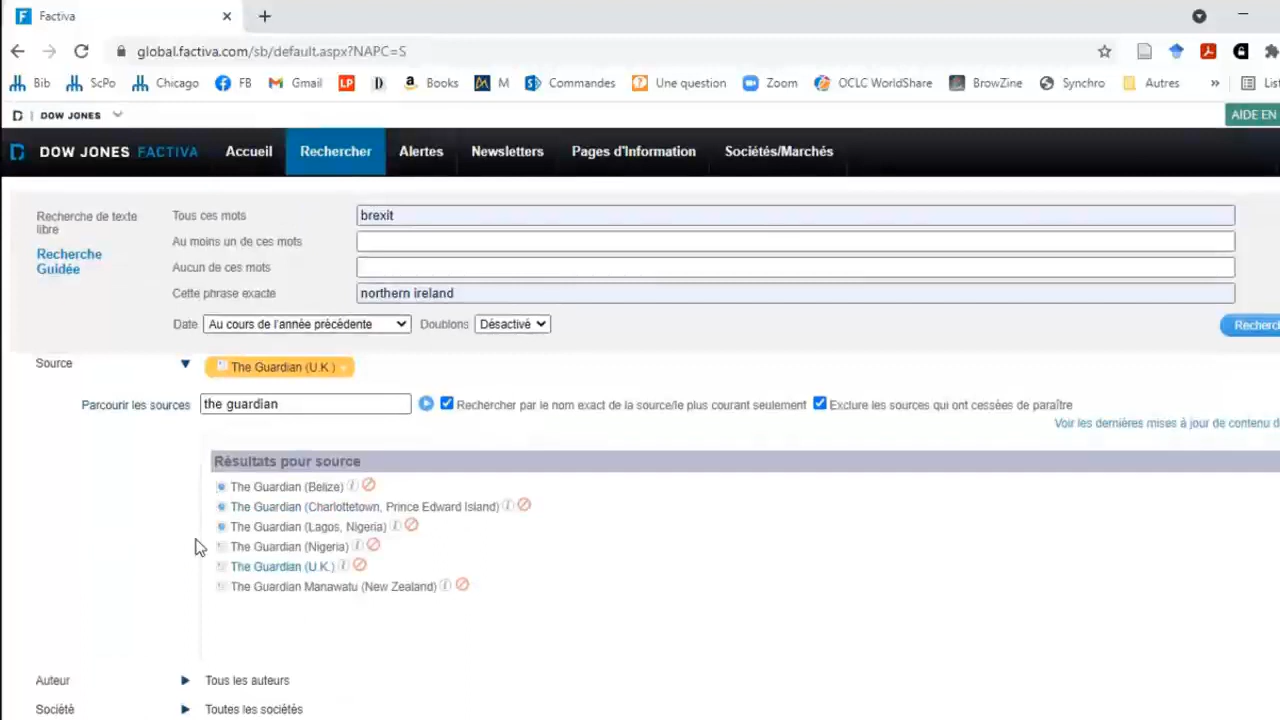 Factiva
global.factiva.com/sb/default.aspx?NAPC=S
Bib ScPo Chicago FB Gmail LP D Books M Commandes Une question Zoom OCLC WorldShare BrowZine Synchro Autres » List
DOW JONES
AIDE EN
DOW JONES FACTIVA Accueil Rechercher Alertes Newsletters Pages d'Information Sociétés/Marchés
Recherche de texte libre
Recherche Guidée
Tous ces mots brexit
Au moins un de ces mots
Aucun de ces mots
Cette phrase exacte northern ireland
Date Au cours de l'année précédente Doublons Désactivé
Recherch
Source The Guardian (U.K.)
Parcourir les sources the guardian Rechercher par le nom exact de la source/le plus courant seulement Exclure les sources qui ont cessées de paraître
Voir les dernières mises à jour de contenu d
Résultats pour source
The Guardian (Belize)
The Guardian (Charlottetown, Prince Edward Island)
The Guardian (Lagos, Nigeria)
The Guardian (Nigeria)
The Guardian (U.K.)
The Guardian Manawatu (New Zealand)
Auteur Tous les auteurs
Société Toutes les sociétés